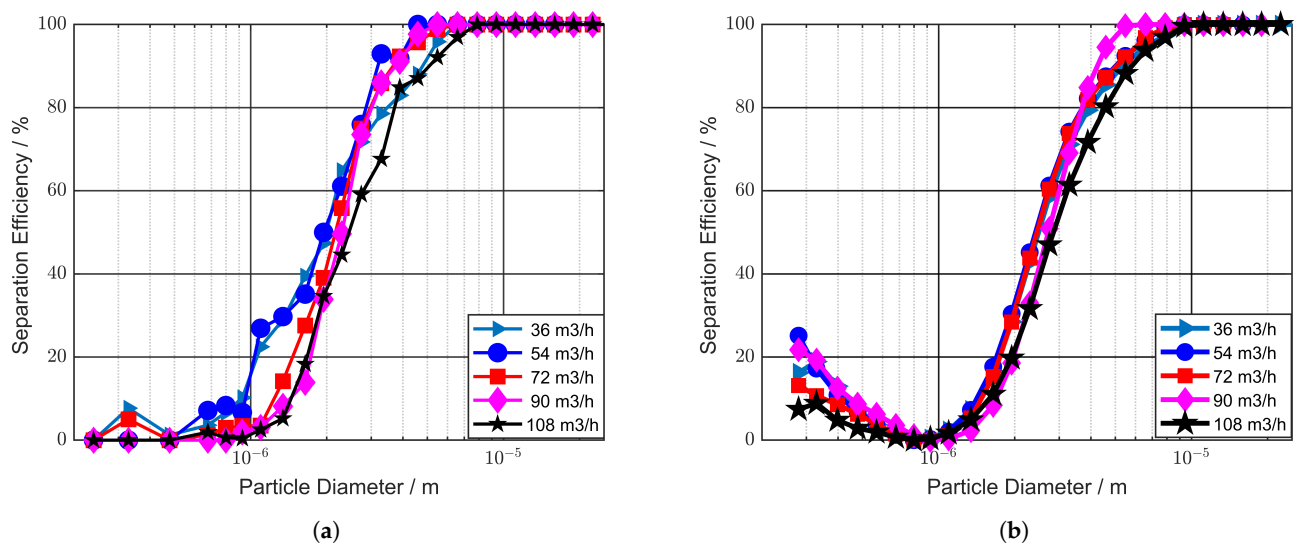 100
80
60
40
20
0
Separation Efficiency / %
36 m3/h
54 m3/h
72 m3/h
90 m3/h
108 m3/h
10⁻⁶
10⁻⁵
Particle Diameter / m
(a)
100
80
60
40
20
0
Separation Efficiency / %
36 m3/h
54 m3/h
72 m3/h
90 m3/h
108 m3/h
10⁻⁶
10⁻⁵
Particle Diameter / m
(b)